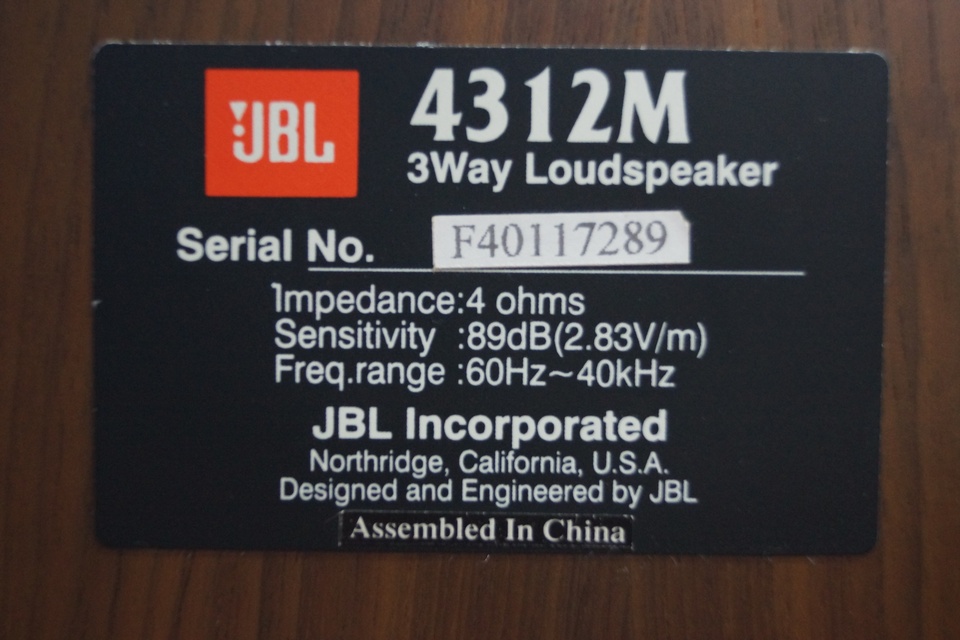 JBL
4312M
3Way Loudspeaker
Serial No. F40117289
Impedance:4 ohms
Sensitivity :89dB(2.83V/m)
Freq.range :60Hz~40kHz
JBL Incorporated
Northridge, California, U.S.A.
Designed and Engineered by JBL
Assembled In China